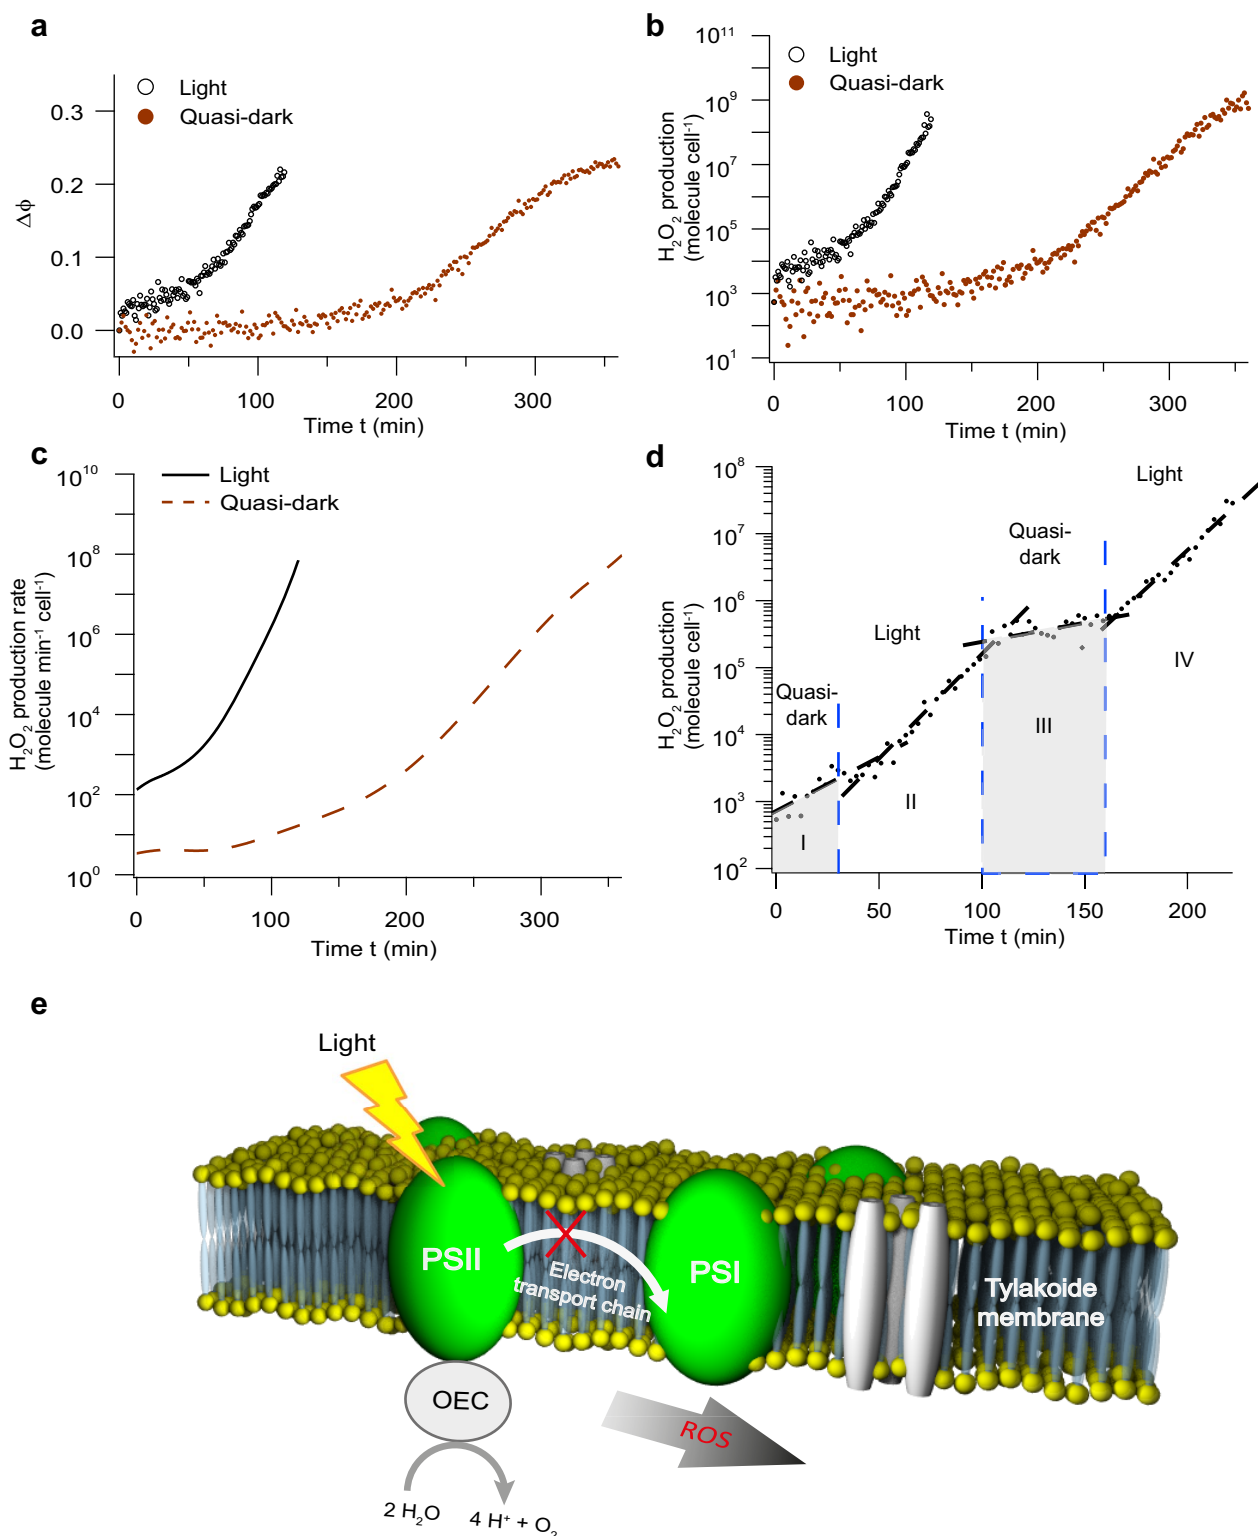 a
Light
Quasi-dark
0.3
0.2
0.1
0.0
Δϕ
0
100
200
300
Time t (min)
b
Light
Quasi-dark
10¹¹
10⁹
10⁷
10⁵
10³
10¹
H₂O₂ production
(molecule cell⁻¹)
0
100
200
300
Time t (min)
c
Light
Quasi-dark
10¹⁰
10⁸
10⁶
10⁴
10²
10⁰
H₂O₂ production rate
(molecule min⁻¹ cell⁻¹)
0
100
200
300
Time t (min)
d
10⁸
10⁷
10⁶
10⁵
10⁴
10³
10²
H₂O₂ production
(molecule cell⁻¹)
Quasi-
dark
Light
Quasi-
dark
Light
I
II
III
IV
0
50
100
150
200
Time t (min)
e
Light
PSII
Electron
transport chain
PSI
Tylakoide
membrane
OEC
ROS
2 H₂O
4 H⁺ + O₂